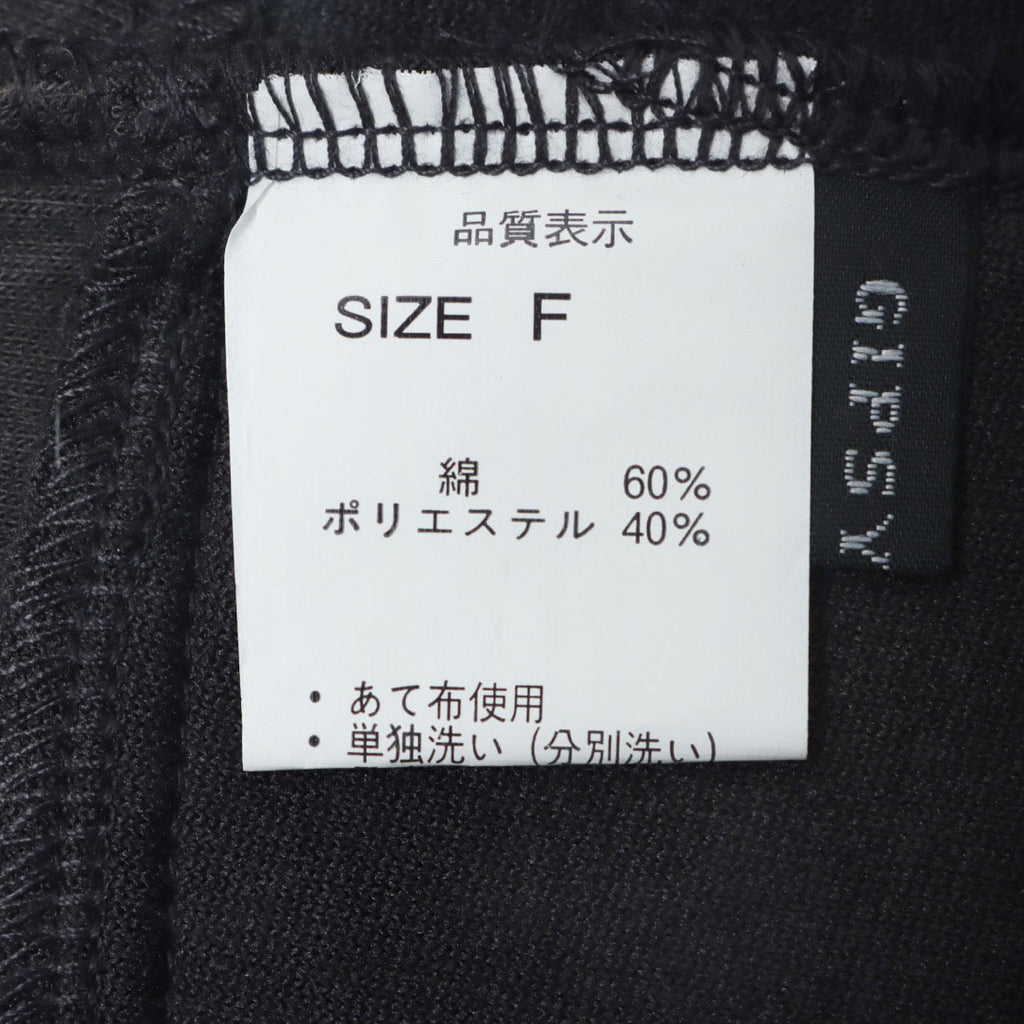 品質表示
SIZE F
綿 60%
ポリエステル 40%
・あて布使用
・単独洗い (分別洗い)
GIPSY